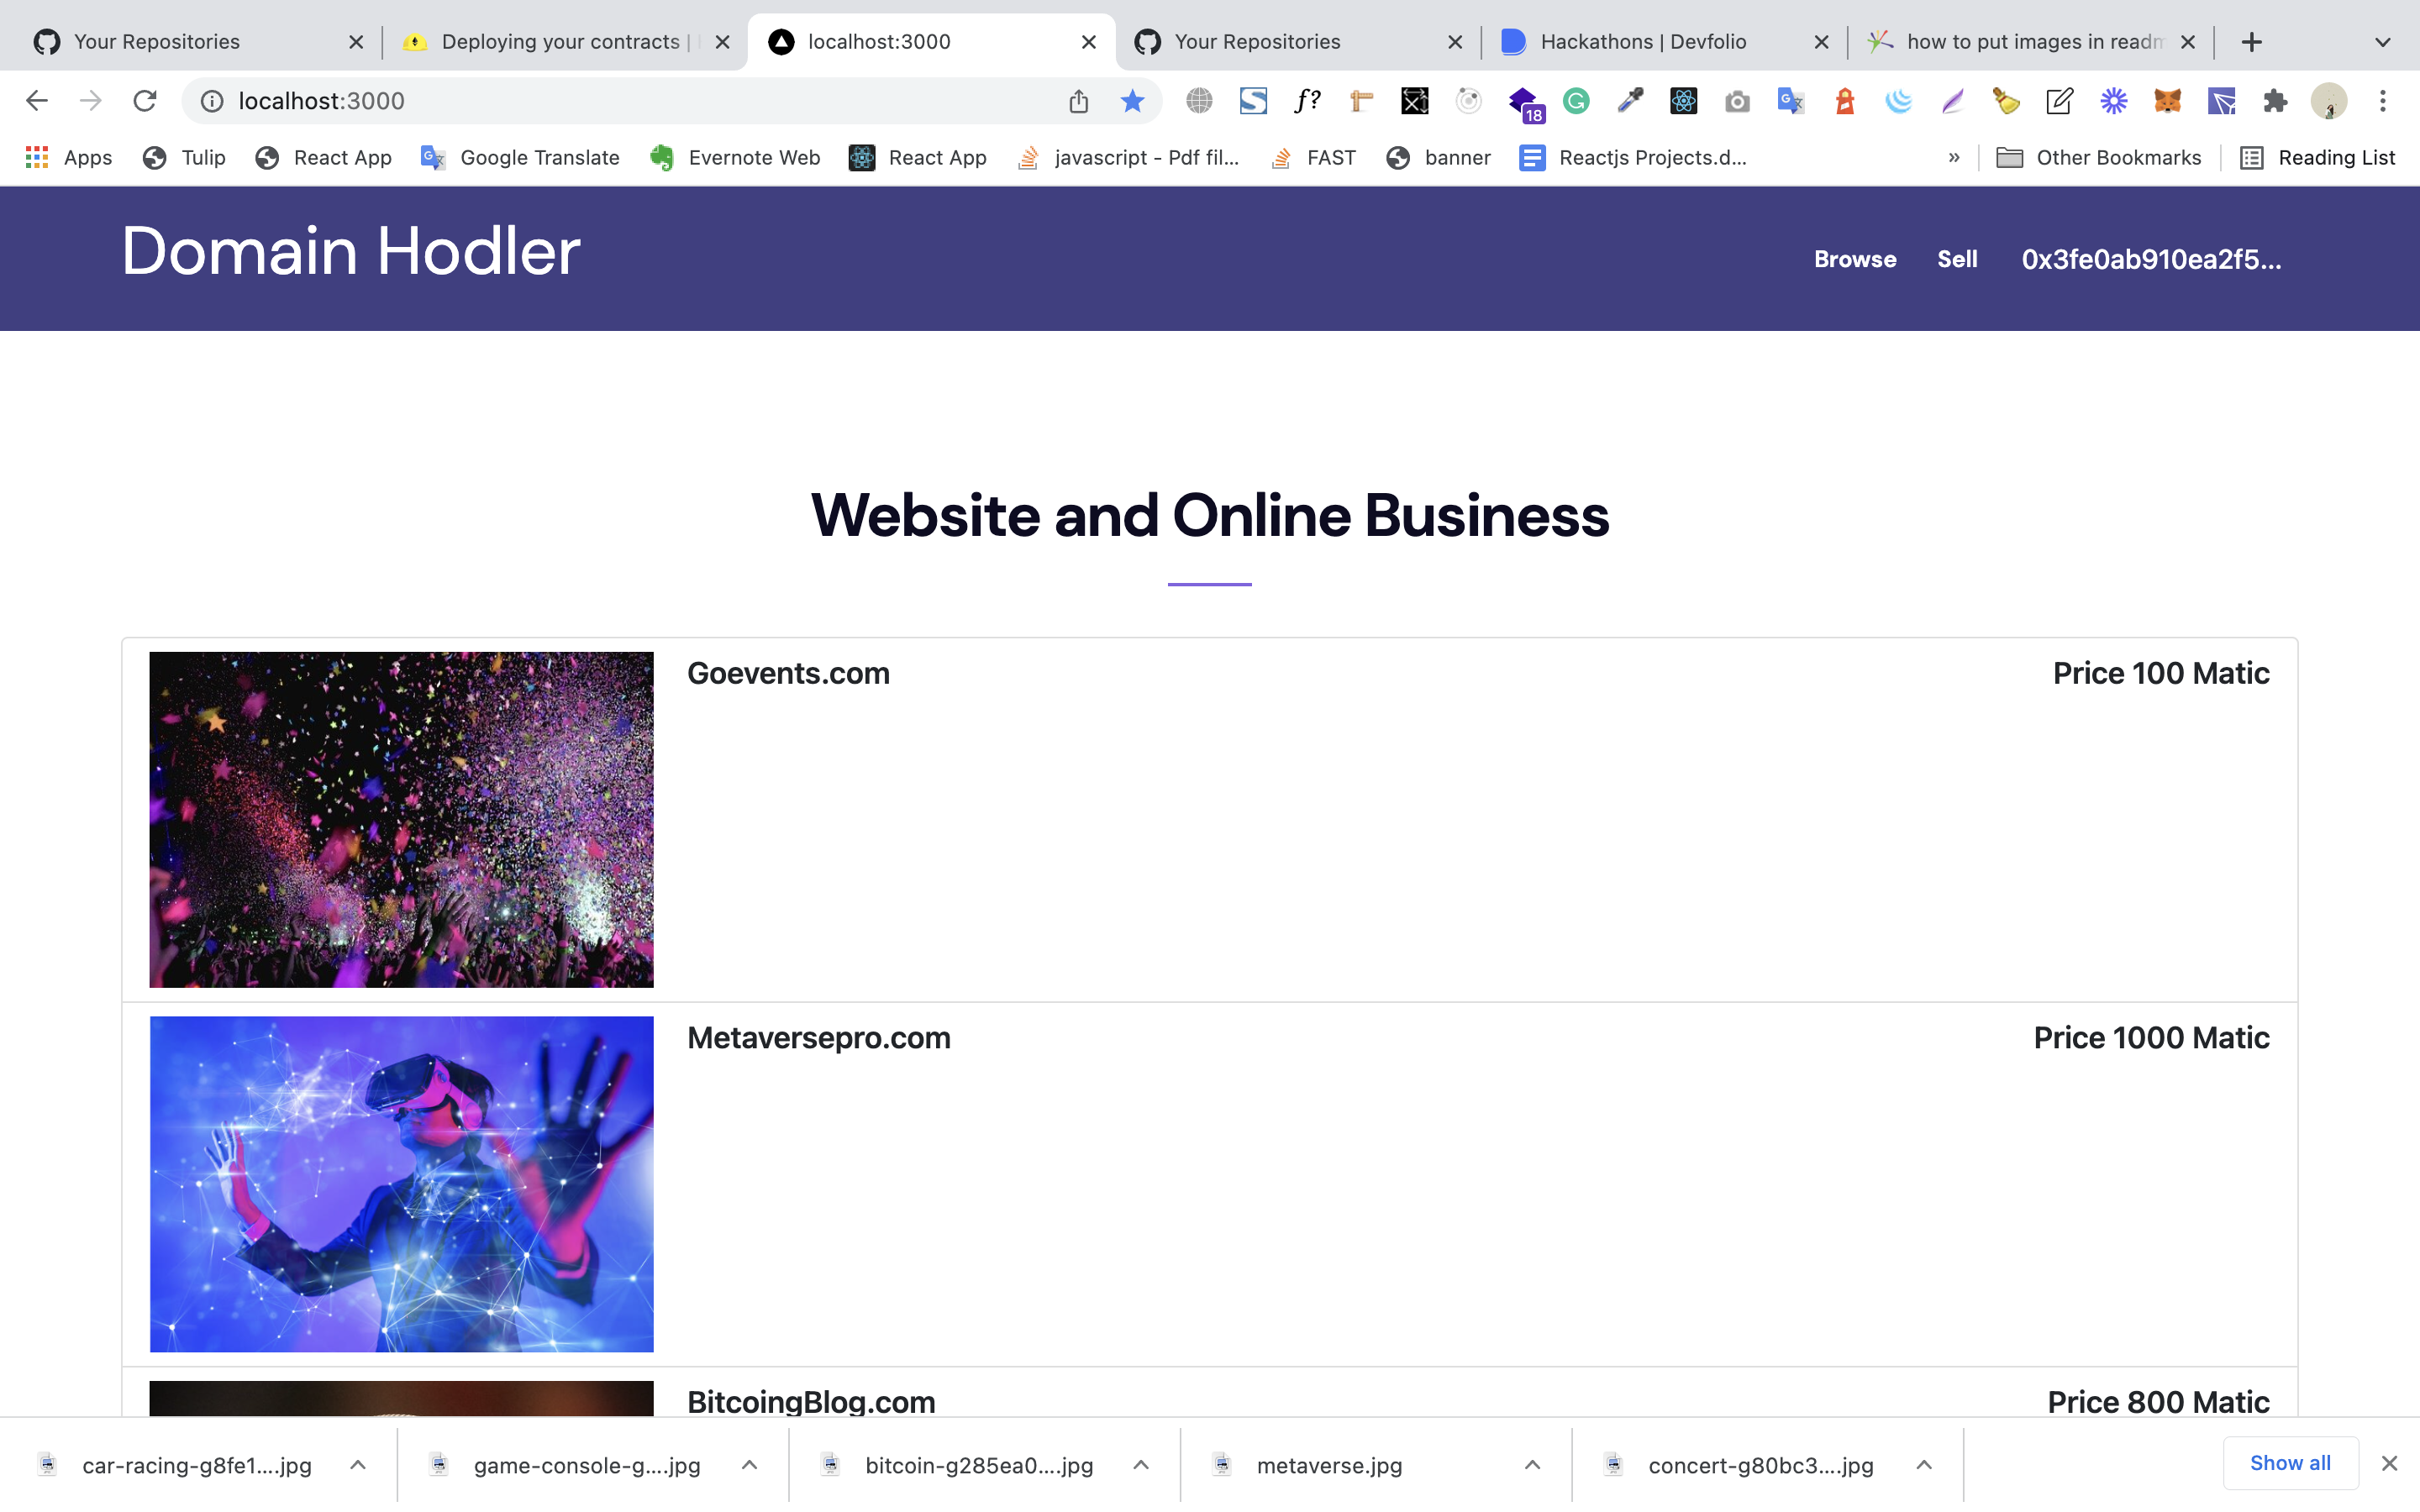 Your Repositories
Deploying your contracts |
localhost:3000
Your Repositories
Hackathons | Devfolio
how to put images in readm
localhost:3000
f?
18
Apps
Tulip
React App
Google Translate
Evernote Web
React App
javascript - Pdf fil...
FAST
banner
Reactjs Projects.d...
»
Other Bookmarks
Reading List
Domain Hodler
Browse
Sell
0x3fe0ab910ea2f5...
Website and Online Business
Goevents.com
Price 100 Matic
Metaversepro.com
Price 1000 Matic
BitcoingBlog.com
Price 800 Matic
car-racing-g8fe1....jpg
game-console-g....jpg
bitcoin-g285ea0....jpg
metaverse.jpg
concert-g80bc3....jpg
Show all